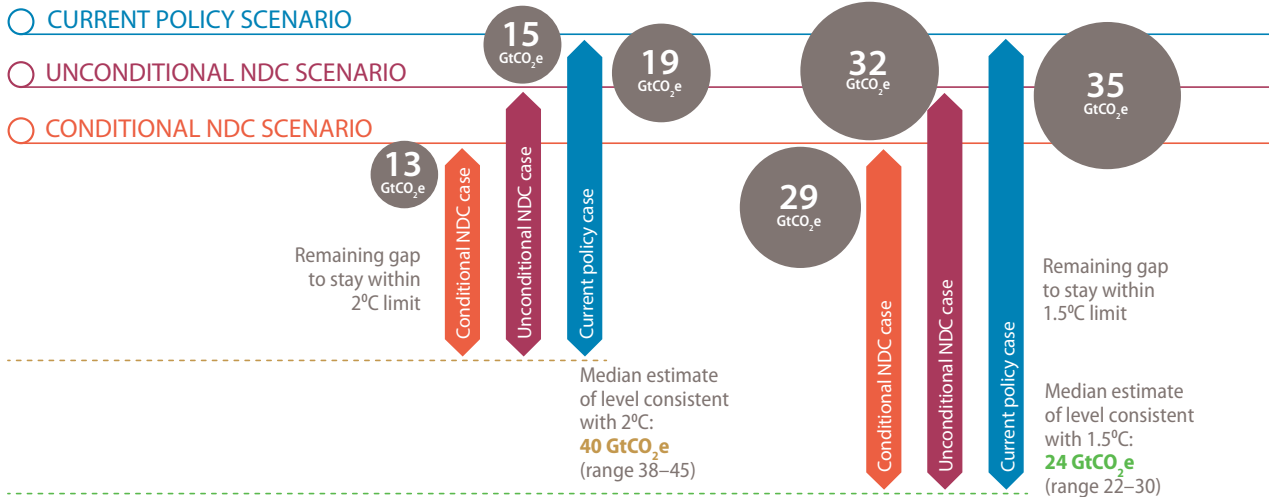 CURRENT POLICY SCENARIO
UNCONDITIONAL NDC SCENARIO
CONDITIONAL NDC SCENARIO
15
GtCO₂e
19
GtCO₂e
13
GtCO₂e
32
GtCO₂e
35
GtCO₂e
29
GtCO₂e
Remaining gap
to stay within
2⁰C limit
Conditional NDC case
Unconditional NDC case
Current policy case
Median estimate
of level consistent
with 2⁰C:
40 GtCO₂e
(range 38–45)
Conditional NDC case
Unconditional NDC case
Current policy case
Remaining gap
to stay within
1.5⁰C limit
Median estimate
of level consistent
with 1.5⁰C:
24 GtCO₂e
(range 22–30)